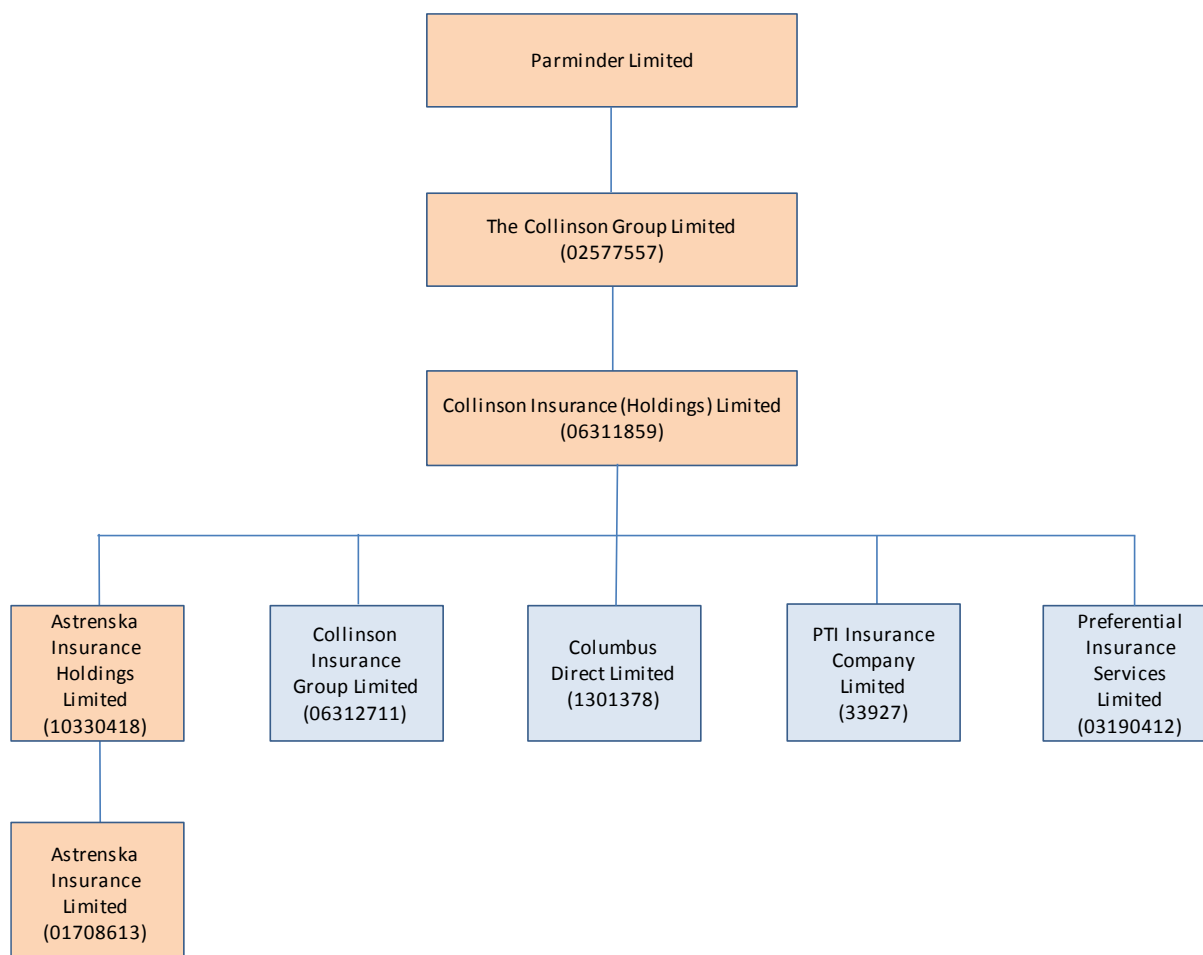 Parminder Limited
The Collinson Group Limited
(02577557)
Collinson Insurance (Holdings) Limited
(06311859)
Astrenska
Insurance
Holdings
Limited
(10330418)
Collinson
Insurance
Group Limited
(06312711)
Columbus
Direct Limited
(1301378)
PTI Insurance
Company
Limited
(33927)
Preferential
Insurance
Services
Limited
(03190412)
Astrenska
Insurance
Limited
(01708613)